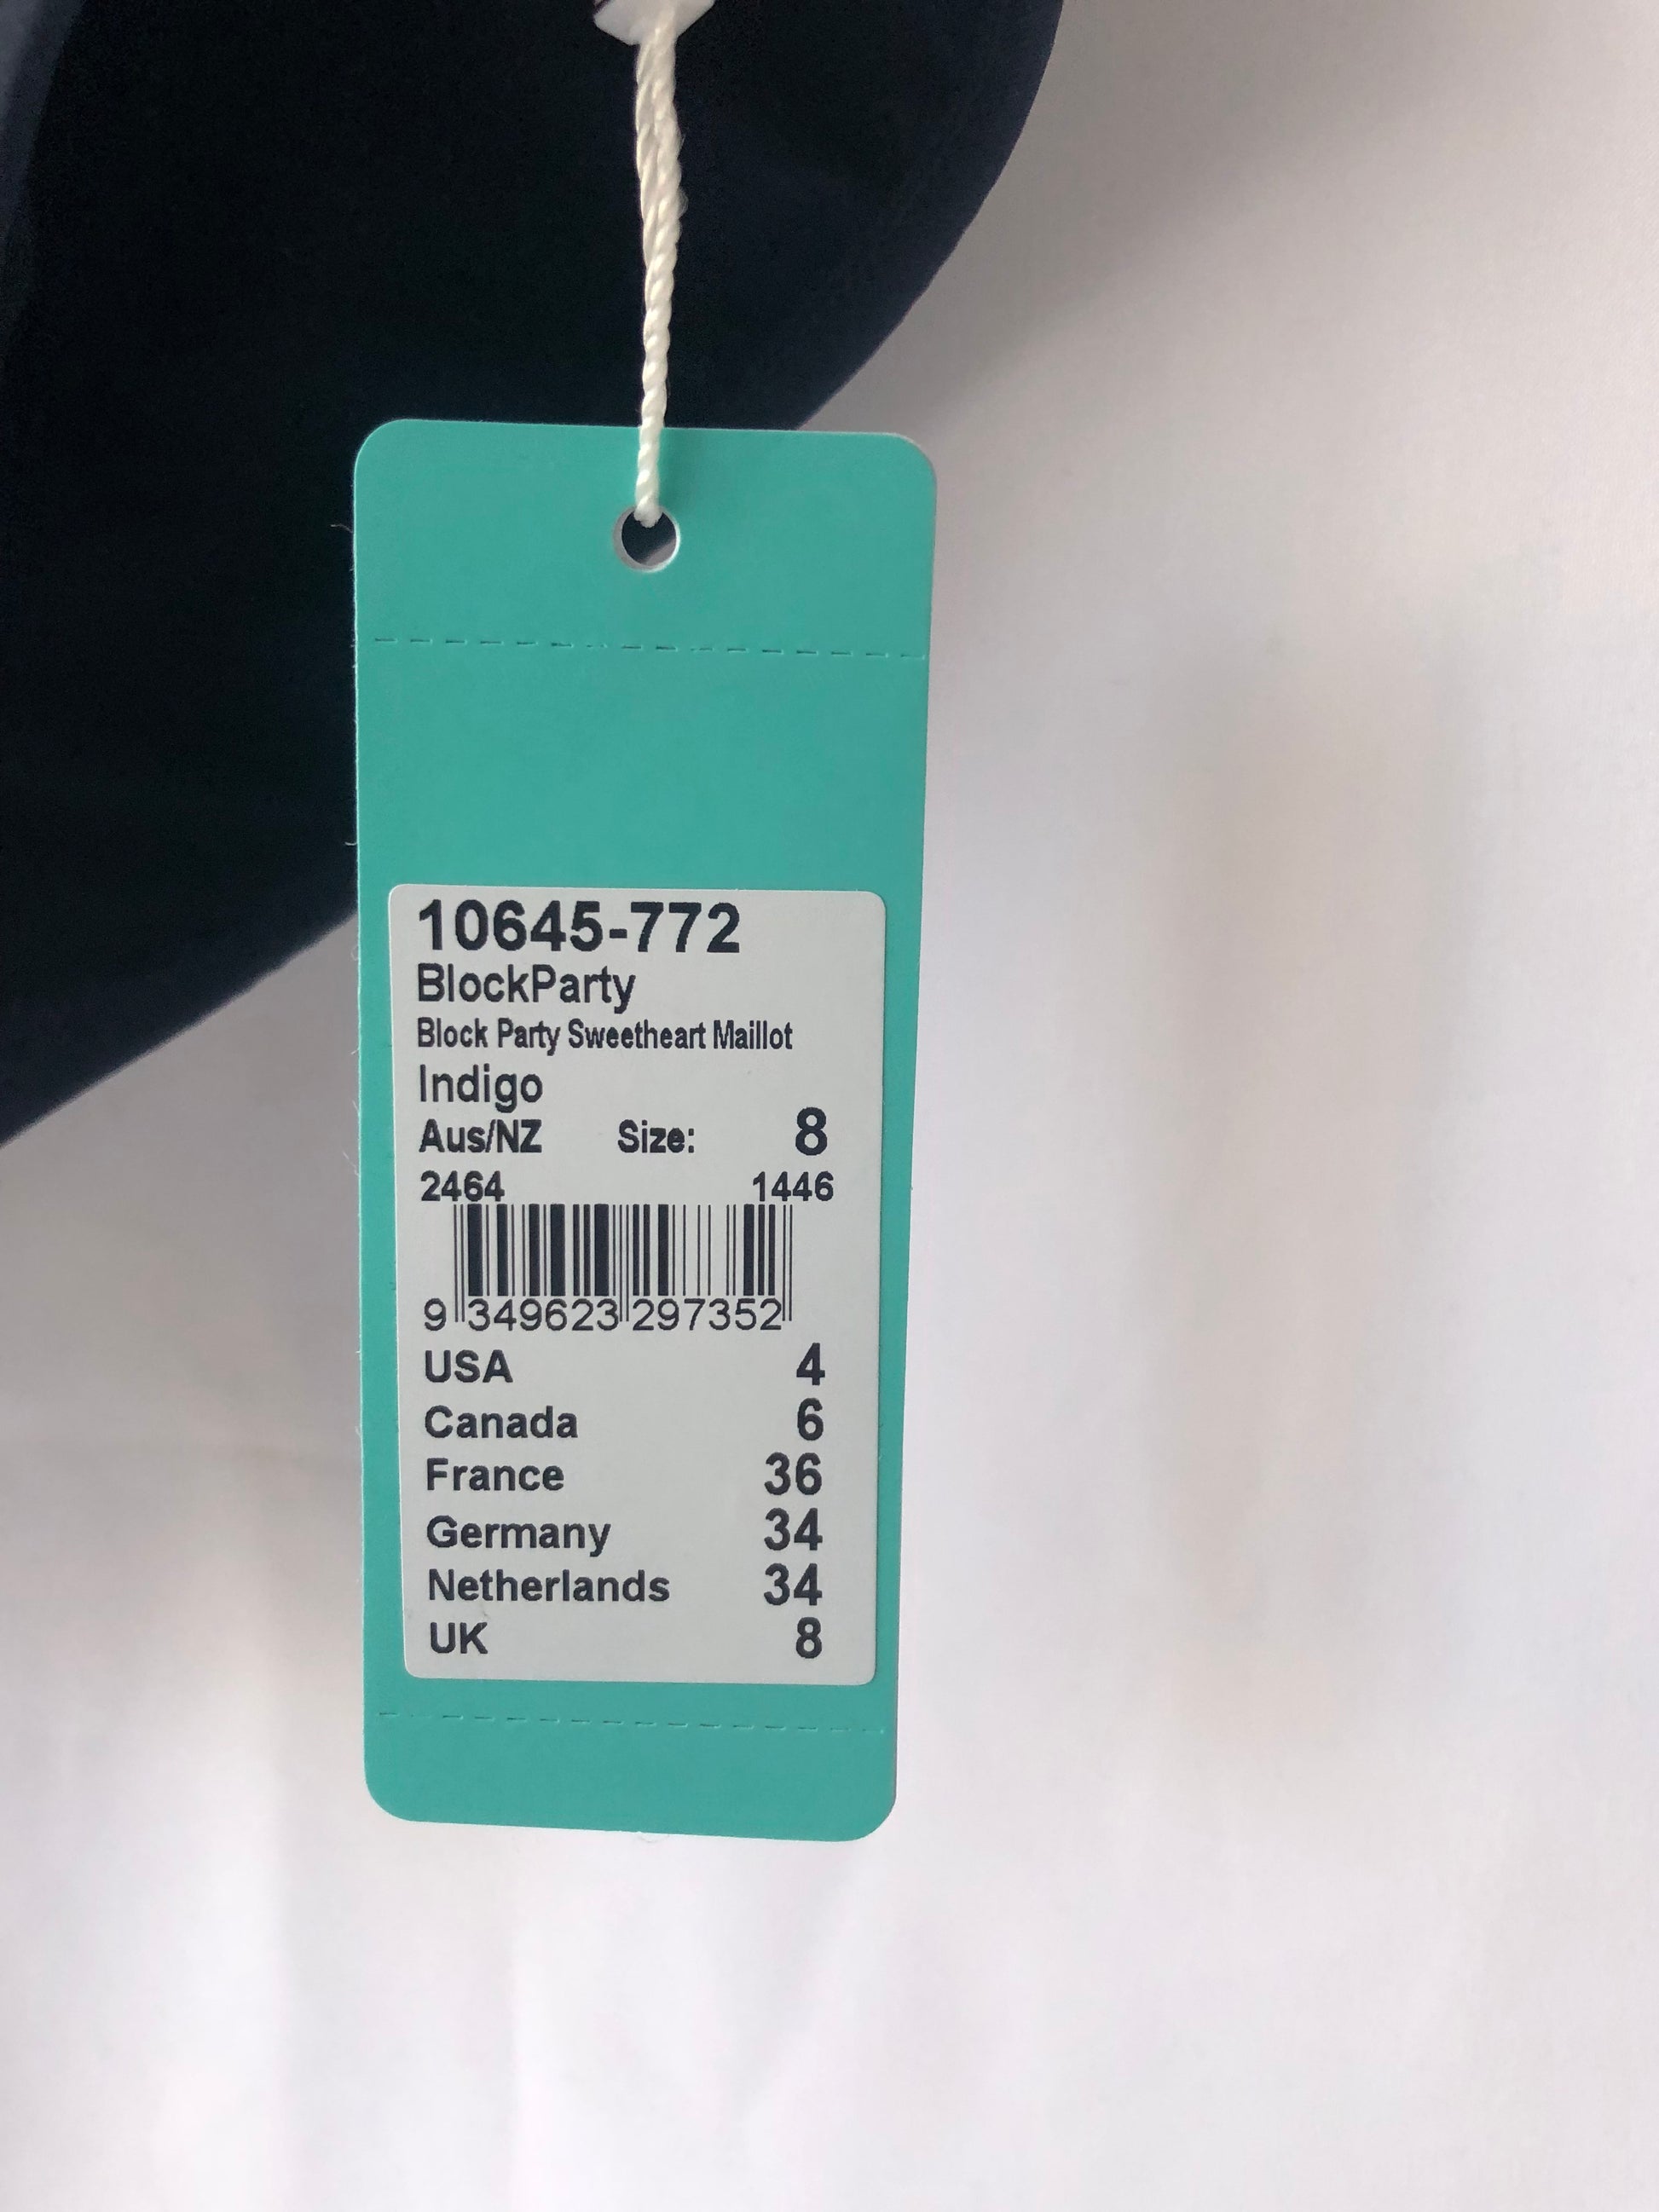 10645-772
BlockParty
Block Party Sweetheart Maillot
Indigo
Aus/NZ Size: 8
2464 1446
9 349623 297352
USA 4
Canada 6
France 36
Germany 34
Netherlands 34
UK 8